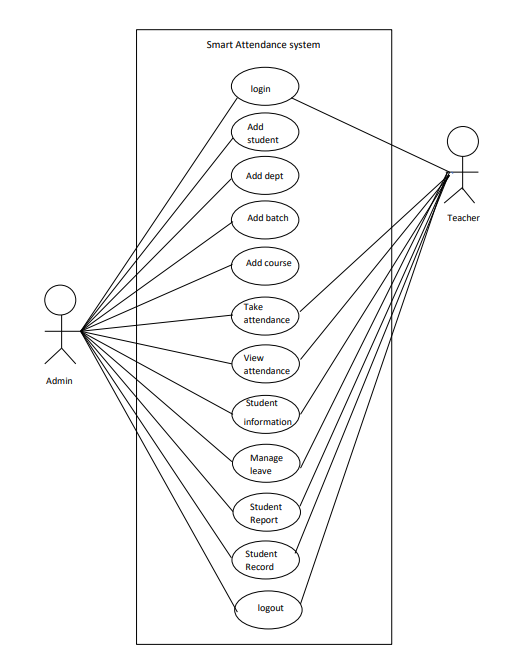 Smart Attendance system
login
Add
student
Add dept
Add batch
Add course
Take
attendance
View
attendance
Student
information
Manage
leave
Student
Report
Student
Record
logout
Teacher
Admin